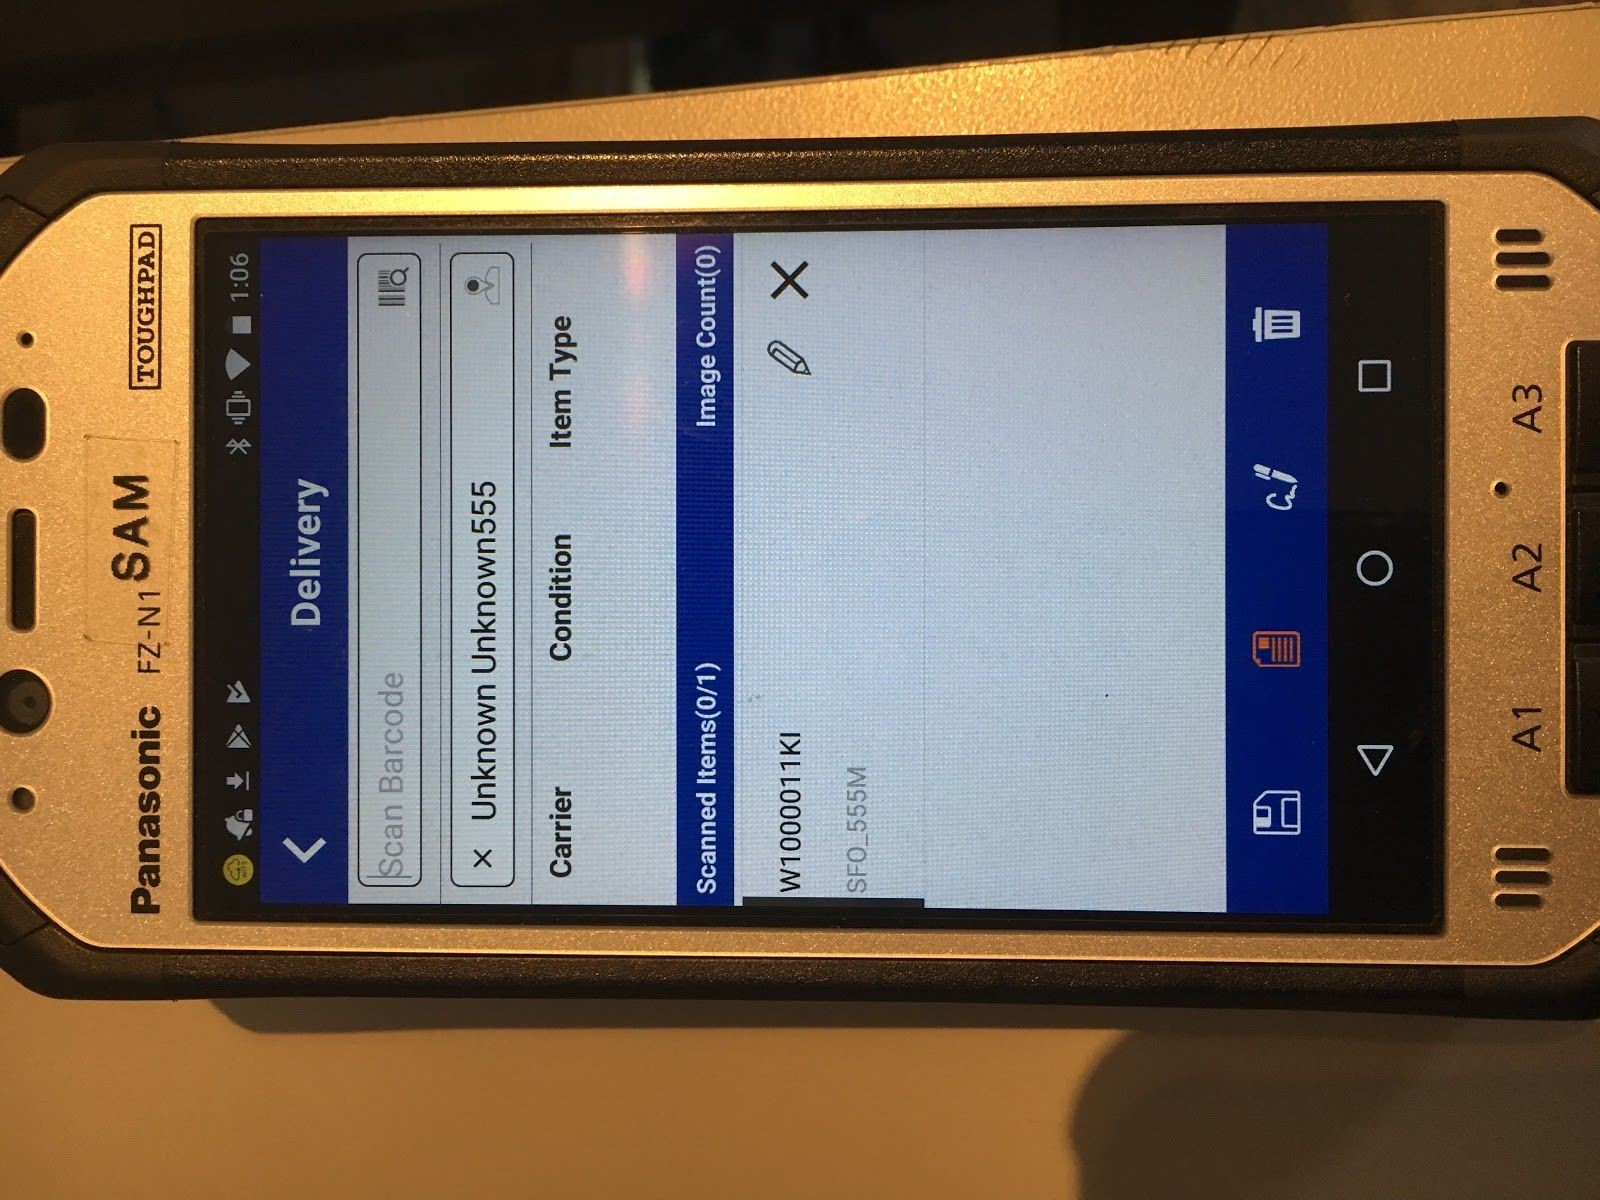 Panasonic FZ-N1 SAM TOUGHPAD
WITS 1:06
Delivery
Scan Barcode
× Unknown Unknown555
Carrier Condition Item Type
Scanned Items(0/1) Image Count(0)
W1000011KI
SFO_555M
A1 A2 A3